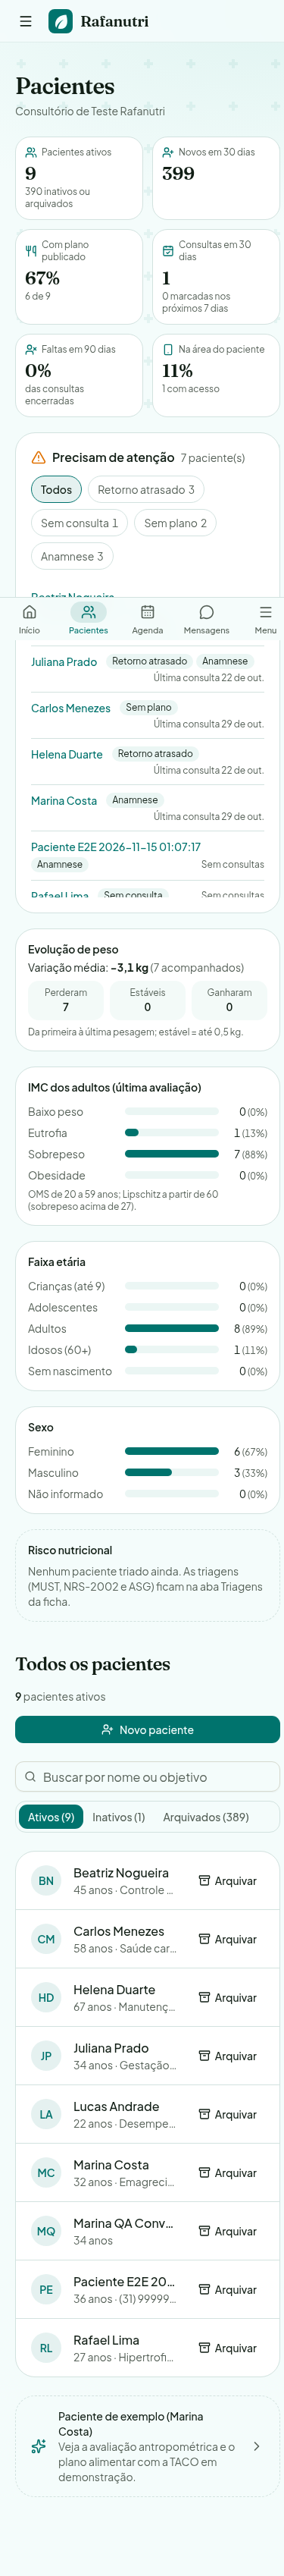 Rafanutri
Pacientes
Consultório de Teste Rafanutri
Pacientes ativos
9
390 inativos ou
arquivados
Novos em 30 dias
399
Com plano
publicado
67%
6 de 9
Consultas em 30
dias
1
0 marcadas nos
próximos 7 dias
Faltas em 90 dias
0%
das consultas
encerradas
Na área do paciente
11%
1 com acesso
Precisam de atenção 7 paciente(s)
Todos
Retorno atrasado 3
Sem consulta 1
Sem plano 2
Anamnese 3
Início
Pacientes
Agenda
Mensagens
Menu
Juliana Prado Retorno atrasado Anamnese
Última consulta 22 de out.
Carlos Menezes Sem plano
Última consulta 29 de out.
Helena Duarte Retorno atrasado
Última consulta 22 de out.
Marina Costa Anamnese
Última consulta 29 de out.
Paciente E2E 2026-11-15 01:07:17
Anamnese Sem consultas
Rafael Lima Sem consulta Sem consultas
Evolução de peso
Variação média: -3,1 kg (7 acompanhados)
Perderam
7
Estáveis
0
Ganharam
0
Da primeira à última pesagem; estável = até 0,5 kg.
IMC dos adultos (última avaliação)
Baixo peso 0 (0%)
Eutrofia 1 (13%)
Sobrepeso 7 (88%)
Obesidade 0 (0%)
OMS de 20 a 59 anos; Lipschitz a partir de 60
(sobrepeso acima de 27).
Faixa etária
Crianças (até 9) 0 (0%)
Adolescentes 0 (0%)
Adultos 8 (89%)
Idosos (60+) 1 (11%)
Sem nascimento 0 (0%)
Sexo
Feminino 6 (67%)
Masculino 3 (33%)
Não informado 0 (0%)
Risco nutricional
Nenhum paciente triado ainda. As triagens
(MUST, NRS-2002 e ASG) ficam na aba Triagens
da ficha.
Todos os pacientes
9 pacientes ativos
Novo paciente
Buscar por nome ou objetivo
Ativos (9) Inativos (1) Arquivados (389)
BN
Beatriz Nogueira
45 anos · Controle ...
Arquivar
CM
Carlos Menezes
58 anos · Saúde car...
Arquivar
HD
Helena Duarte
67 anos · Manutenç...
Arquivar
JP
Juliana Prado
34 anos · Gestação...
Arquivar
LA
Lucas Andrade
22 anos · Desempe...
Arquivar
MC
Marina Costa
32 anos · Emagreci...
Arquivar
MQ
Marina QA Conv...
34 anos
Arquivar
PE
Paciente E2E 20...
36 anos · (31) 99999...
Arquivar
RL
Rafael Lima
27 anos · Hipertrofi...
Arquivar
Paciente de exemplo (Marina
Costa)
Veja a avaliação antropométrica e o
plano alimentar com a TACO em
demonstração.